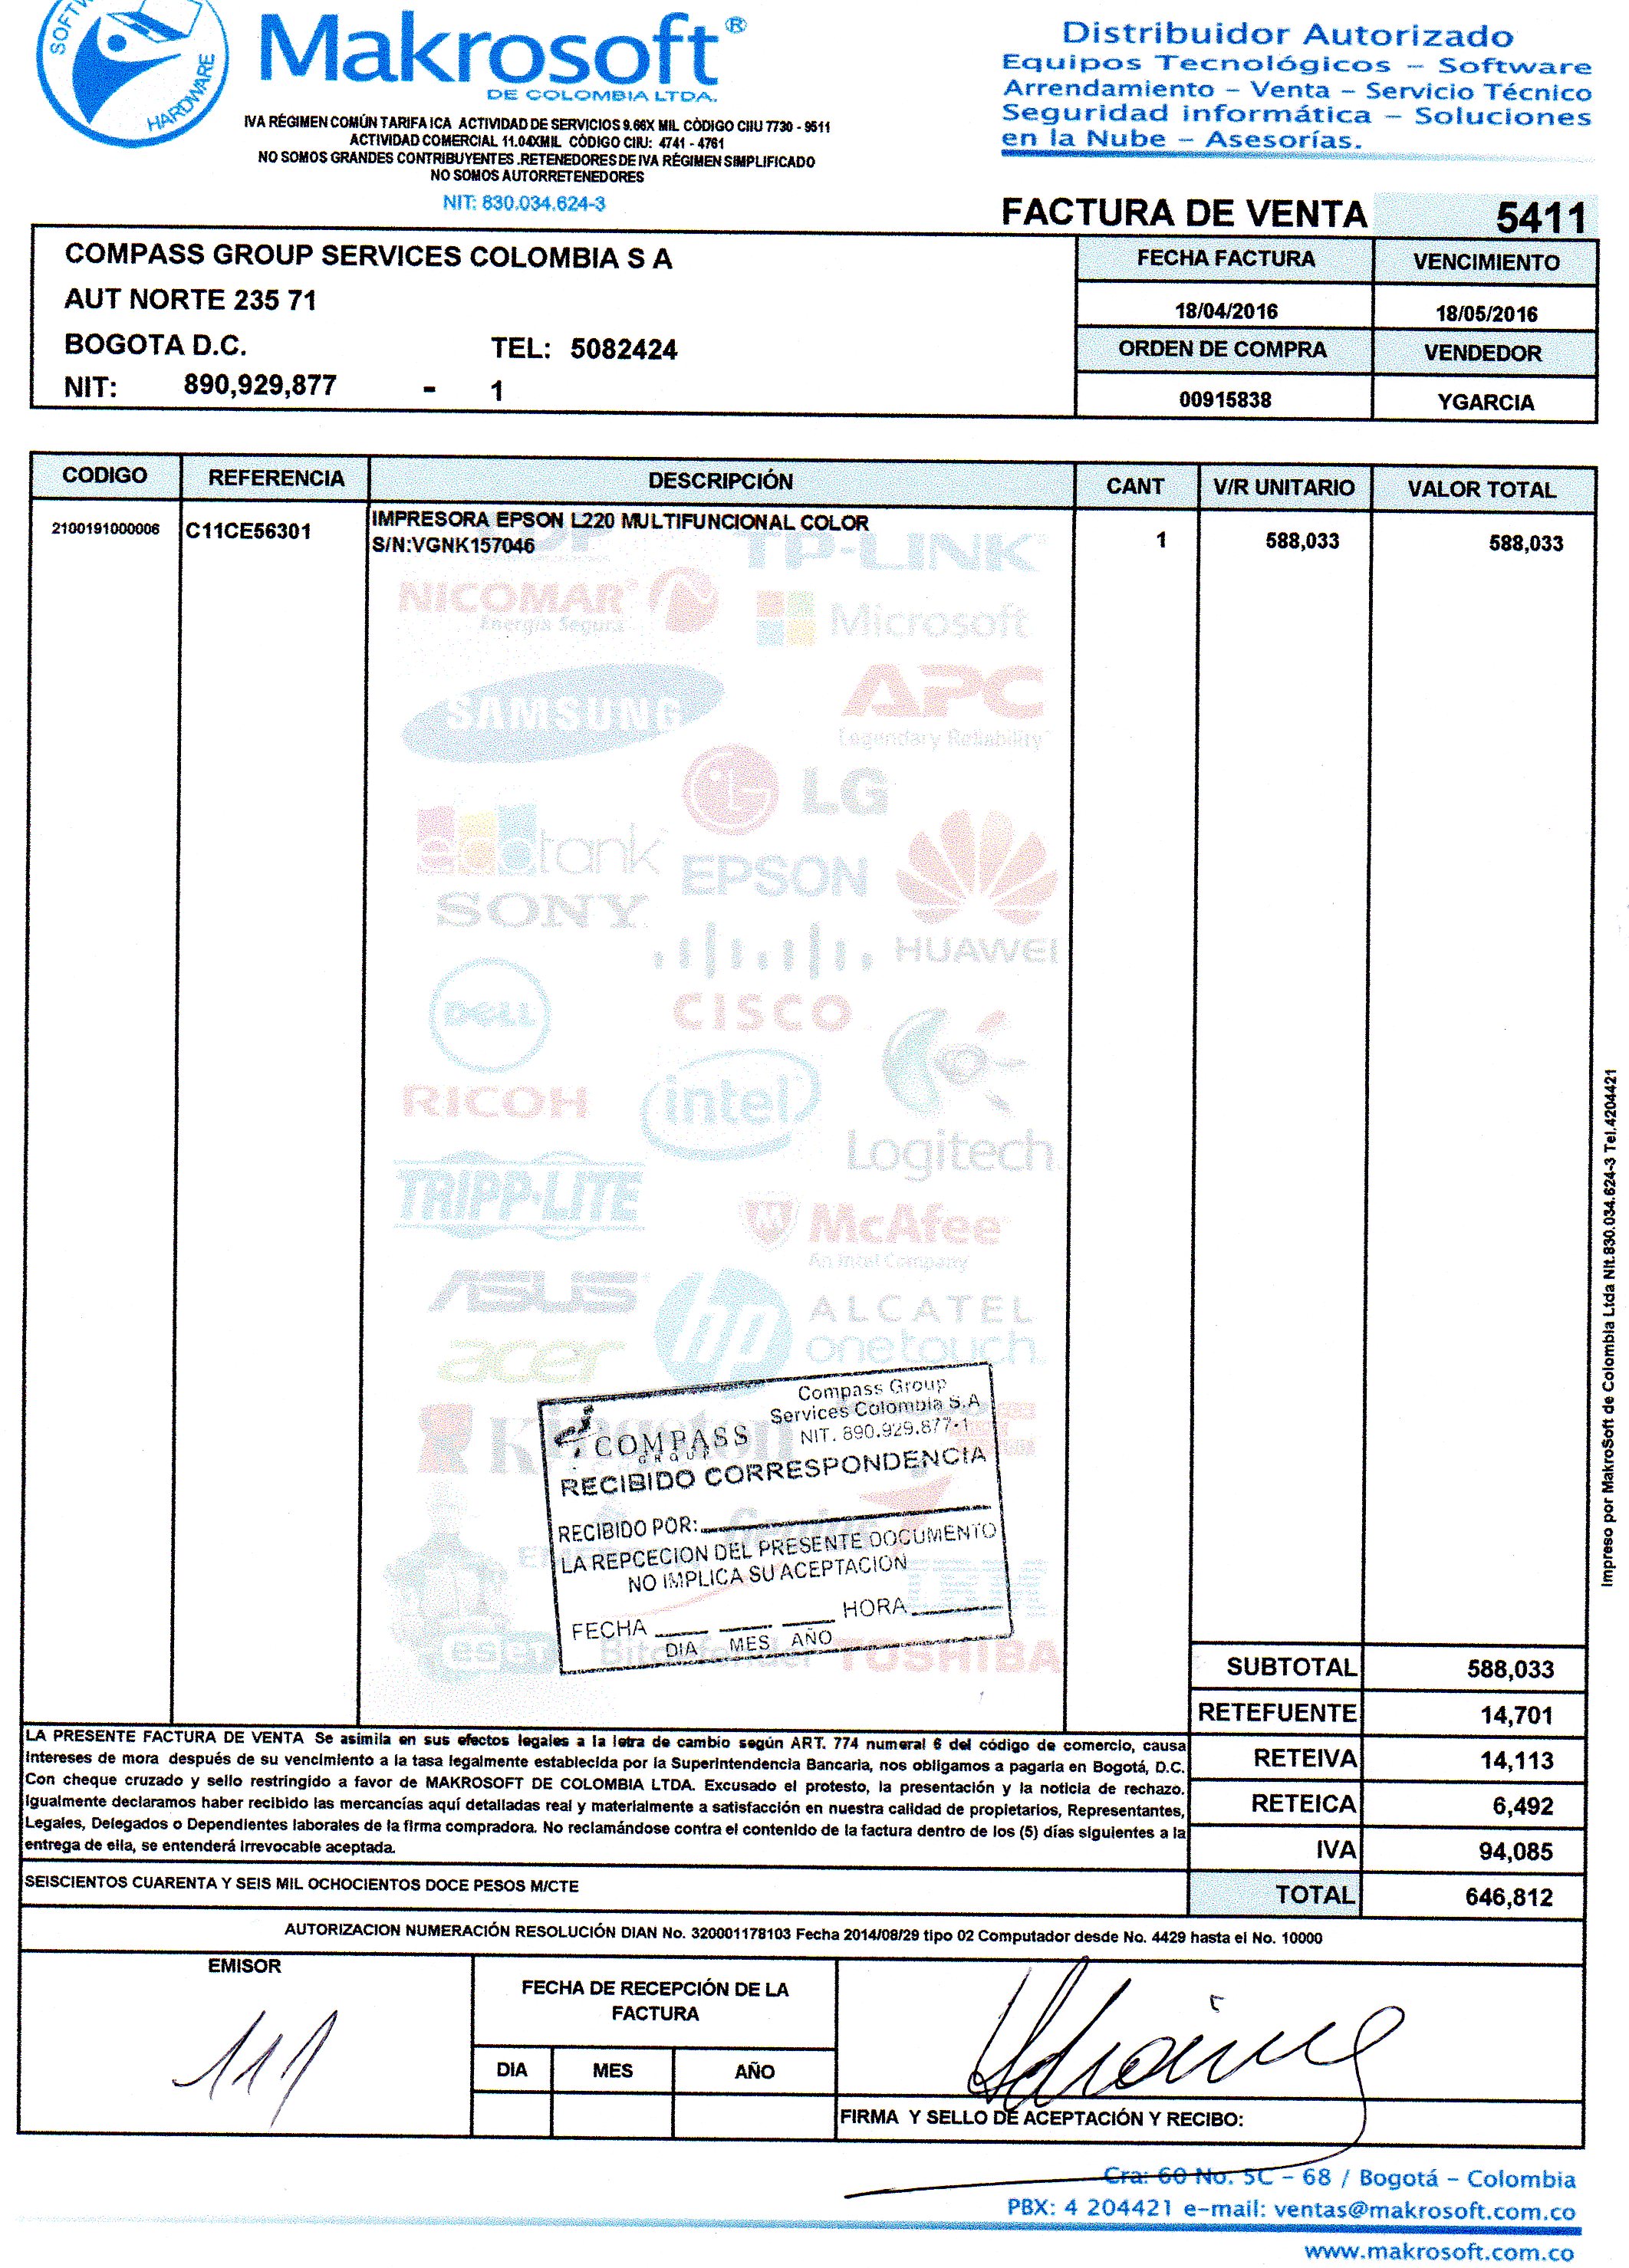 SOFTW
HARDWARE
Makrosoft®
DE COLOMBIA LTDA.
IVA RÉGIMEN COMÚN TARIFA ICA ACTIVIDAD DE SERVICIOS 9.66X MIL CÓDIGO CIIU 7730 - 9511
ACTIVIDAD COMERCIAL 11.04XMIL CÓDIGO CIIU: 4741 - 4761
NO SOMOS GRANDES CONTRIBUYENTES .RETENEDORES DE IVA RÉGIMEN SIMPLIFICADO
NO SOMOS AUTORRETENEDORES
NIT: 830.034.624-3
Distribuidor Autorizado
Equipos Tecnológicos – Software
Arrendamiento – Venta – Servicio Técnico
Seguridad informática – Soluciones
en la Nube – Asesorías.
FACTURA DE VENTA 5411
COMPASS GROUP SERVICES COLOMBIA S A
AUT NORTE 235 71
BOGOTA D.C. TEL: 5082424
NIT: 890,929,877 - 1
FECHA FACTURA VENCIMIENTO
18/04/2016 18/05/2016
ORDEN DE COMPRA VENDEDOR
00915838 YGARCIA
CODIGO REFERENCIA DESCRIPCIÓN CANT V/R UNITARIO VALOR TOTAL
2100191000006 C11CE56301 IMPRESORA EPSON L220 MULTIFUNCIONAL COLOR 1 588,033 588,033
S/N:VGNK157046
TP-LINK
NICOMAR
Energía Segura
Microsoft
SAMSUNG
APC
Legendary Reliability
LG
ecotank
EPSON
SONY
HUAWEI
DELL
CISCO
RICOH
intel
Logitech
TRIPP·LITE
McAfee
An Intel Company
ASUS
hp
ALCATEL
onetouch
acer
Kingston
IBM
eset
Bitdefender
TOSHIBA
COMPASS
GROUP
Compass Group
Services Colombia S.A
NIT. 890.929.877-1
RECIBIDO CORRESPONDENCIA
RECIBIDO POR:
LA REPCECION DEL PRESENTE DOCUMENTO
NO IMPLICA SU ACEPTACION
FECHA HORA
DIA MES AÑO
SUBTOTAL 588,033
RETEFUENTE 14,701
RETEIVA 14,113
RETEICA 6,492
IVA 94,085
TOTAL 646,812
LA PRESENTE FACTURA DE VENTA Se asimila en sus efectos legales a la letra de cambio según ART. 774 numeral 6 del código de comercio, causa
Intereses de mora después de su vencimiento a la tasa legalmente establecida por la Superintendencia Bancaria, nos obligamos a pagarla en Bogotá, D.C.
Con cheque cruzado y sello restringido a favor de MAKROSOFT DE COLOMBIA LTDA. Excusado el protesto, la presentación y la noticia de rechazo.
Igualmente declaramos haber recibido las mercancías aquí detalladas real y materialmente a satisfacción en nuestra calidad de propietarios, Representantes,
Legales, Delegados o Dependientes laborales de la firma compradora. No reclamándose contra el contenido de la factura dentro de los (5) días siguientes a la
entrega de ella, se entenderá irrevocable aceptada.
SEISCIENTOS CUARENTA Y SEIS MIL OCHOCIENTOS DOCE PESOS M/CTE
AUTORIZACION NUMERACIÓN RESOLUCIÓN DIAN No. 320001178103 Fecha 2014/08/29 tipo 02 Computador desde No. 4429 hasta el No. 10000
EMISOR
FECHA DE RECEPCIÓN DE LA
FACTURA
DIA MES AÑO
FIRMA Y SELLO DE ACEPTACIÓN Y RECIBO:
Impreso por MakroSoft de Colombia Ltda Nit.830.034.624-3 Tel.4204421
Cra: 60 No. 5C – 68 / Bogotá – Colombia
PBX: 4 204421 e-mail: ventas@makrosoft.com.co
www.makrosoft.com.co